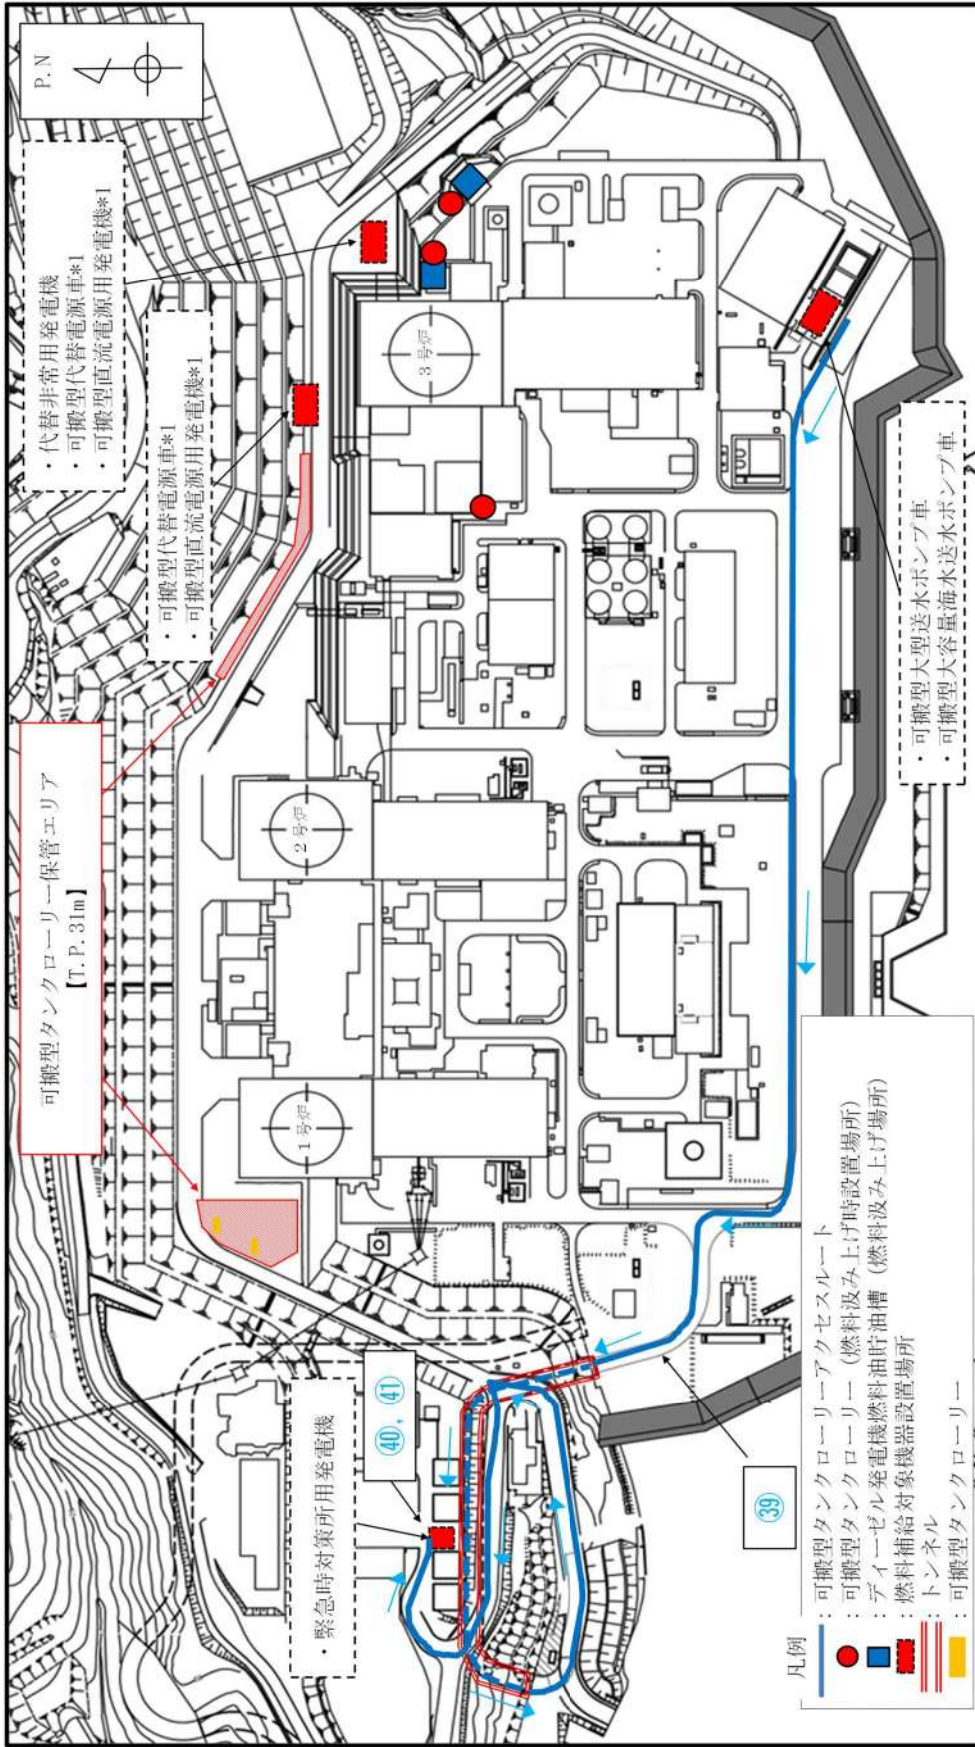 P.N
・代替非常用発電機
・可搬型代替電源車*1
・可搬型直流電源用発電機*1
・可搬型代替電源車*1
・可搬型直流電源用発電機*1
可搬型タンクローリー保管エリア
【T.P.31m】
3号炉
2号炉
1号炉
㊵, ㊶
・緊急時対策所用発電機
㊴
・可搬型大型送水ポンプ車
・可搬型大容量海水送水ポンプ車
凡例
：可搬型タンクローリーアクセスルート
：可搬型タンクローリー（燃料汲み上げ時設置場所）
：ディーゼル発電機燃料油貯油槽（燃料汲み上げ場所）
：燃料補給対象機器設置場所
：トンネル
：可搬型タンクローリー